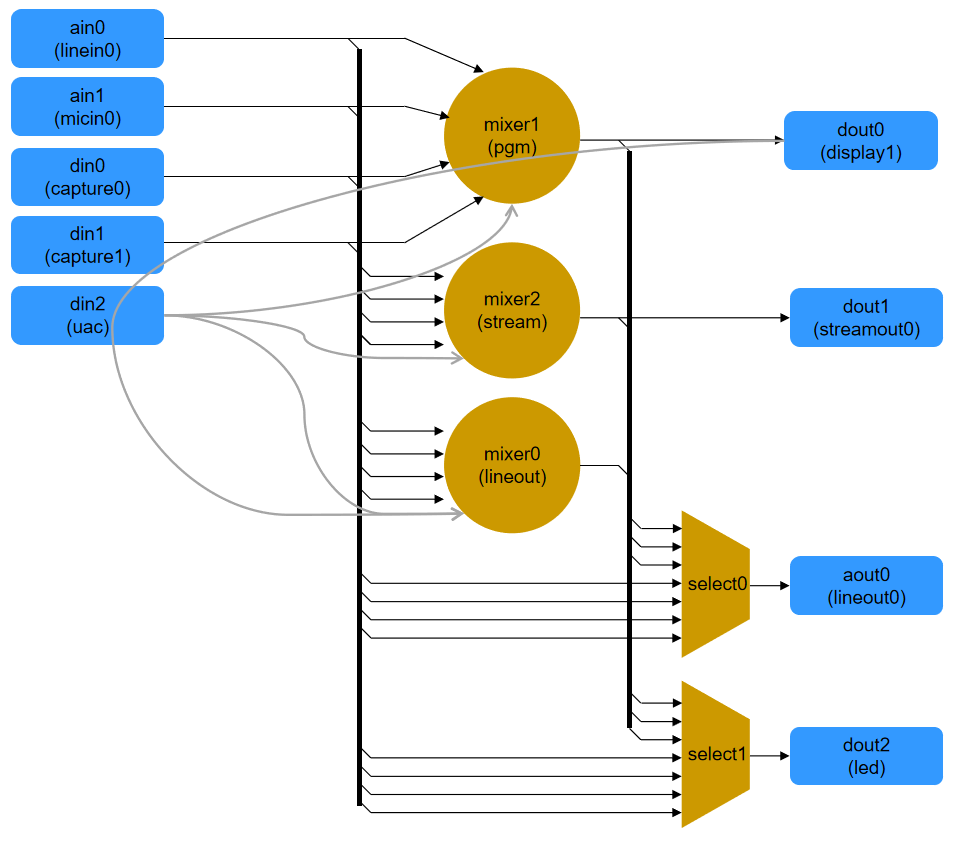 ain0
(linein0)
ain1
(micin0)
din0
(capture0)
din1
(capture1)
din2
(uac)
mixer1
(pgm)
mixer2
(stream)
mixer0
(lineout)
select0
select1
dout0
(display1)
dout1
(streamout0)
aout0
(lineout0)
dout2
(led)